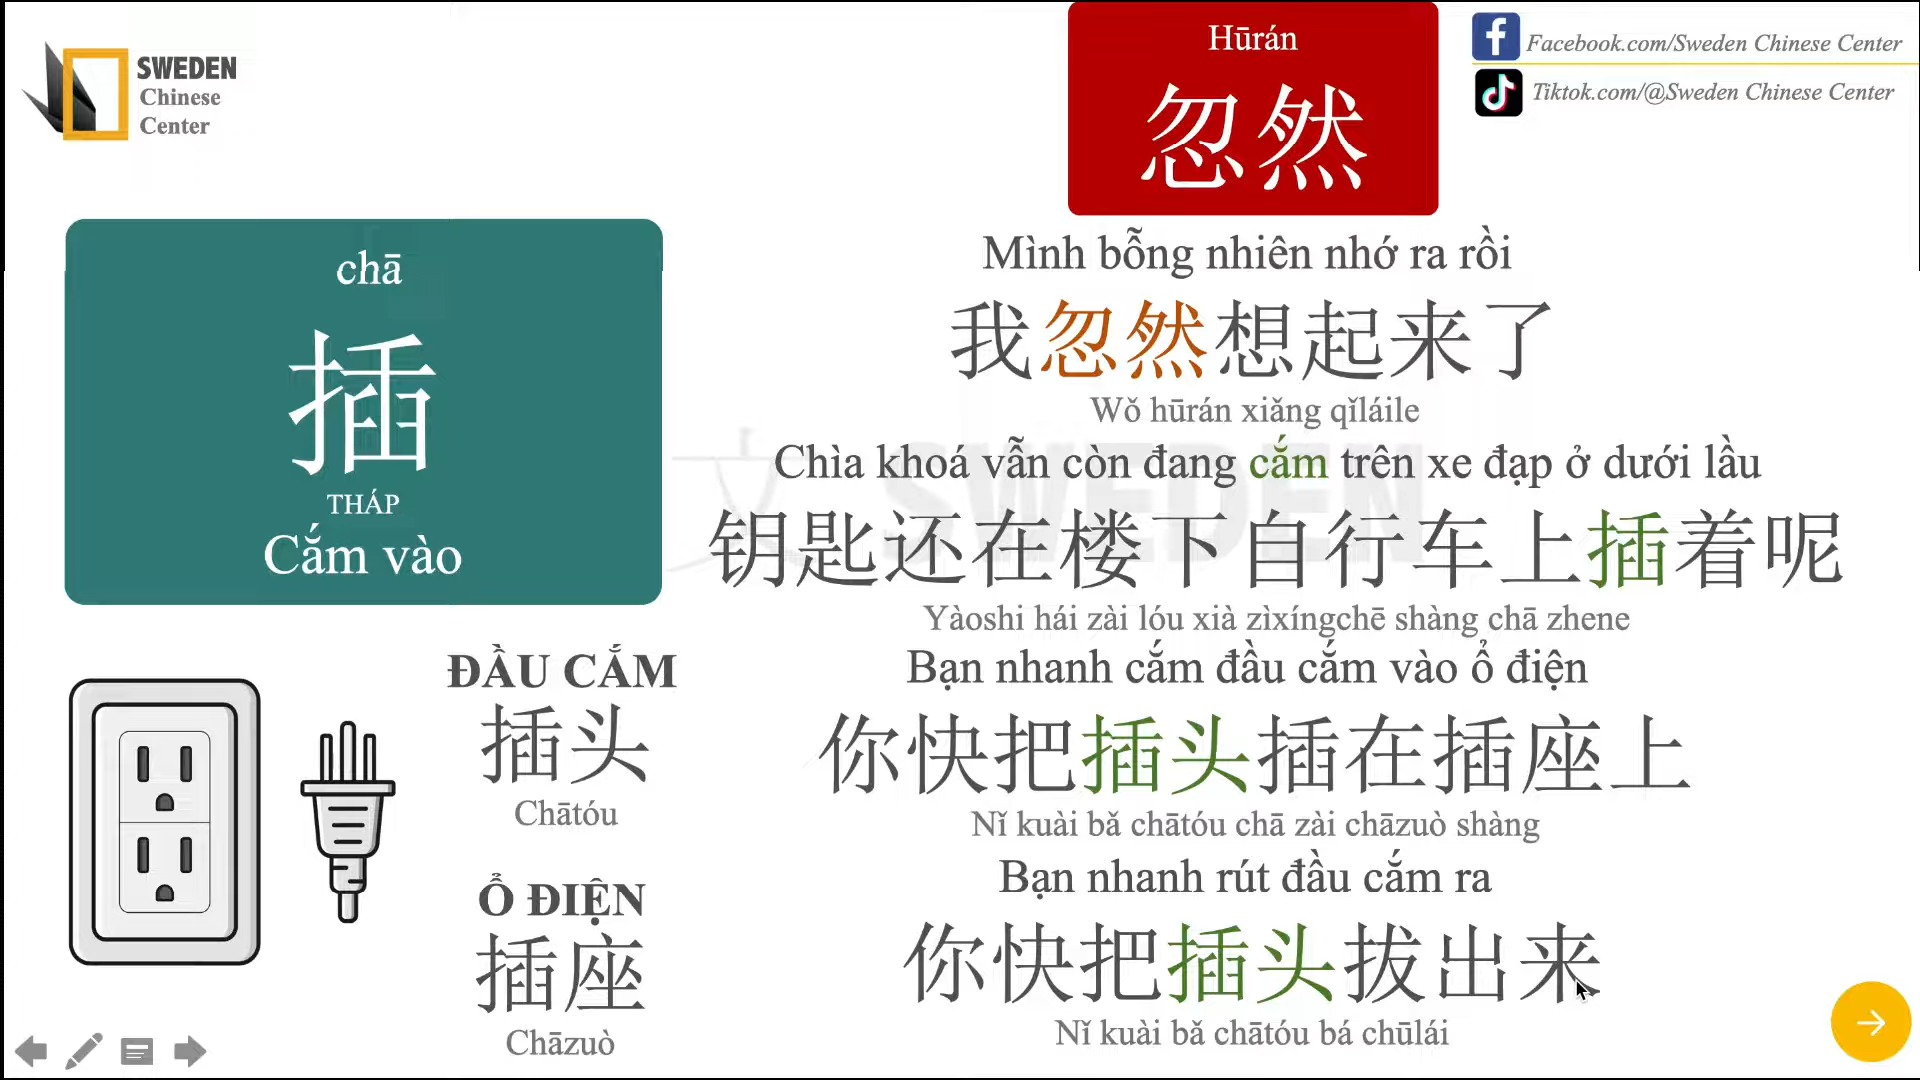 SWEDEN
Chinese
Center
Hūrán
忽然
Facebook.com/Sweden Chinese Center
Tiktok.com/@Sweden Chinese Center
chā
插
THÁP
Cắm vào
ĐẦU CẮM
插头
Chātóu
Ổ ĐIỆN
插座
Chāzuò
Mình bỗng nhiên nhớ ra rồi
我忽然想起来了
Wǒ hūrán xiǎng qǐláile
Chìa khoá vẫn còn đang cắm trên xe đạp ở dưới lầu
钥匙还在楼下自行车上插着呢
Yàoshi hái zài lóu xià zìxíngchē shàng chā zhene
Bạn nhanh cắm đầu cắm vào ổ điện
你快把插头插在插座上
Nǐ kuài bǎ chātóu chā zài chāzuò shàng
Bạn nhanh rút đầu cắm ra
你快把插头拔出来
Nǐ kuài bǎ chātóu bá chūlái
SWEDEN